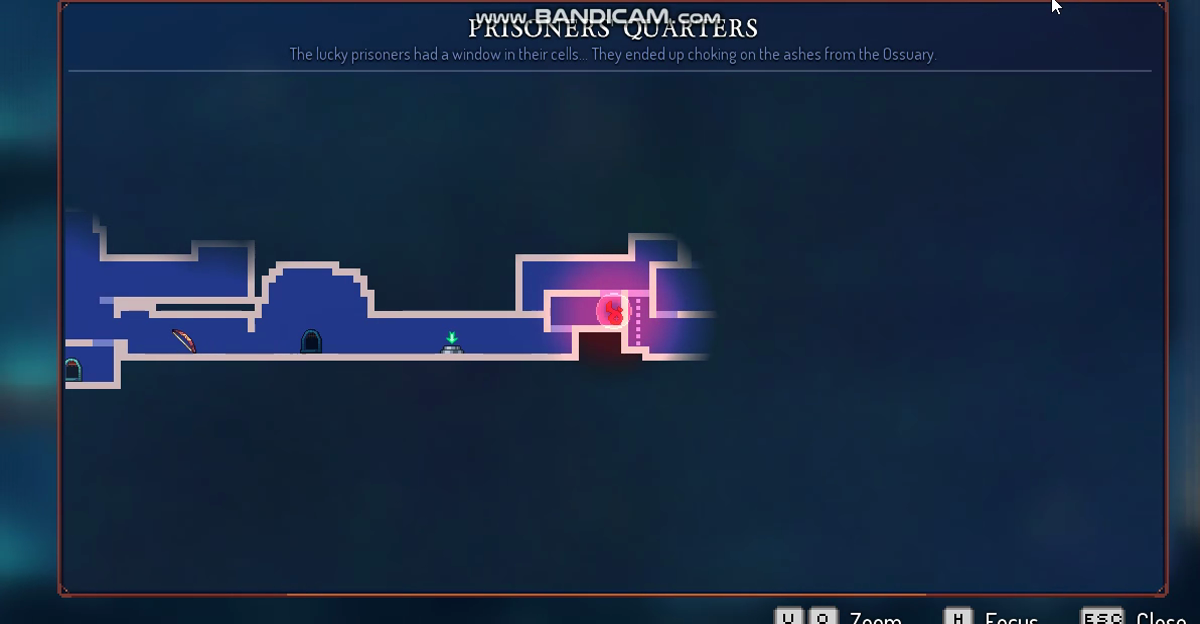 www.BANDICAM.com
PRISONERS' QUARTERS
The lucky prisoners had a window in their cells... They ended up choking on the ashes from the Ossuary.
Zoom H Focus ESC Close